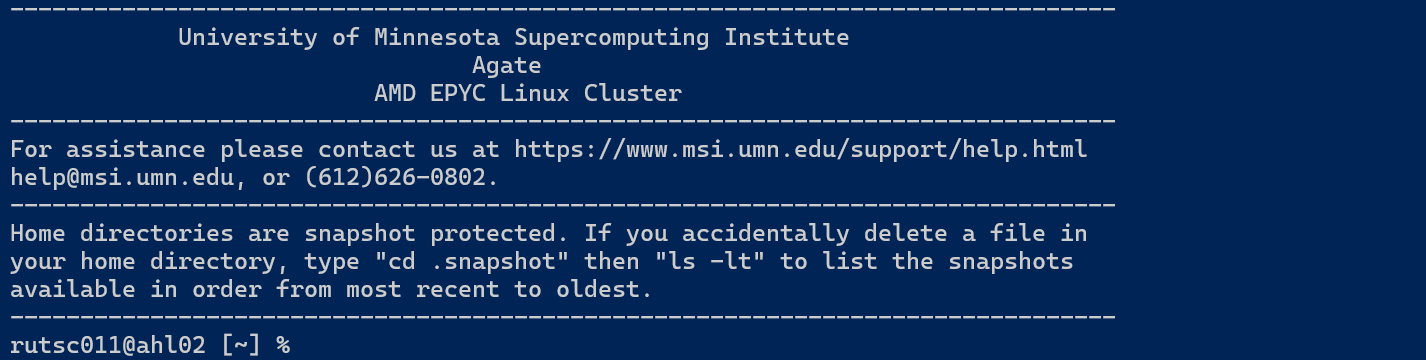 -------------------------------------------------------------------------------
University of Minnesota Supercomputing Institute
Agate
AMD EPYC Linux Cluster
-------------------------------------------------------------------------------
For assistance please contact us at https://www.msi.umn.edu/support/help.html
help@msi.umn.edu, or (612)626-0802.
-------------------------------------------------------------------------------
Home directories are snapshot protected. If you accidentally delete a file in
your home directory, type "cd .snapshot" then "ls -lt" to list the snapshots
available in order from most recent to oldest.
-------------------------------------------------------------------------------
rutsc011@ahl02 [~] %